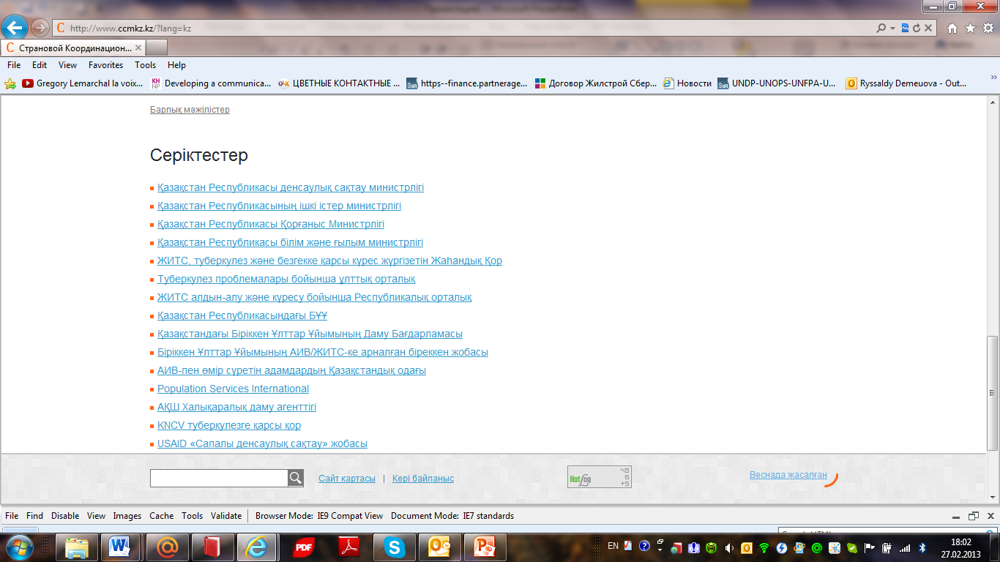 http://www.ccmkz.kz/?lang=kz
Страновой Координацион...
File Edit View Favorites Tools Help
Gregory Lemarchal la voix... Developing a communica... ЦВЕТНЫЕ КОНТАКТНЫЕ ... https--finance.partnerage... Договор Жилстрой Сбер... Новости UNDP-UNOPS-UNFPA-U... Ryssaldy Demeuova - Out...
Барлық мәжілістер
Серіктестер
Қазақстан Республикасы денсаулық сақтау министрлігі
Қазақстан Республикасының ішкі істер министрлігі
Қазақстан Республикасы Қорғаныс Министрлігі
Қазақстан Республикасы білім және ғылым министрлігі
ЖИТС, туберкулез және безгекке қарсы күрес жүргізетін Жаһандық Қор
Туберкулез проблемалары бойынша ұлттық орталық
ЖИТС алдын-алу және күресу бойынша Республикалық орталық
Қазақстан Республикасындағы БҰҰ
Қазақстандағы Біріккен Ұлттар Ұйымының Даму Бағдарламасы
Біріккен Ұлттар Ұйымының АИВ/ЖИТС-ке арналған біреккен жобасы
АИВ-пен өмір сүретін адамдардың Қазақстандық одағы
Population Services International
АҚШ Халықаралық даму агенттігі
KNCV туберкулезге қарсы қор
USAID «Сапалы денсаулық сақтау» жобасы
Сайт картасы | Кері байланыс
HotLog 48 6 +5
Веснада жасалған
File Find Disable View Images Cache Tools Validate Browser Mode: IE9 Compat View Document Mode: IE7 standards
EN 18:02
27.02.2013